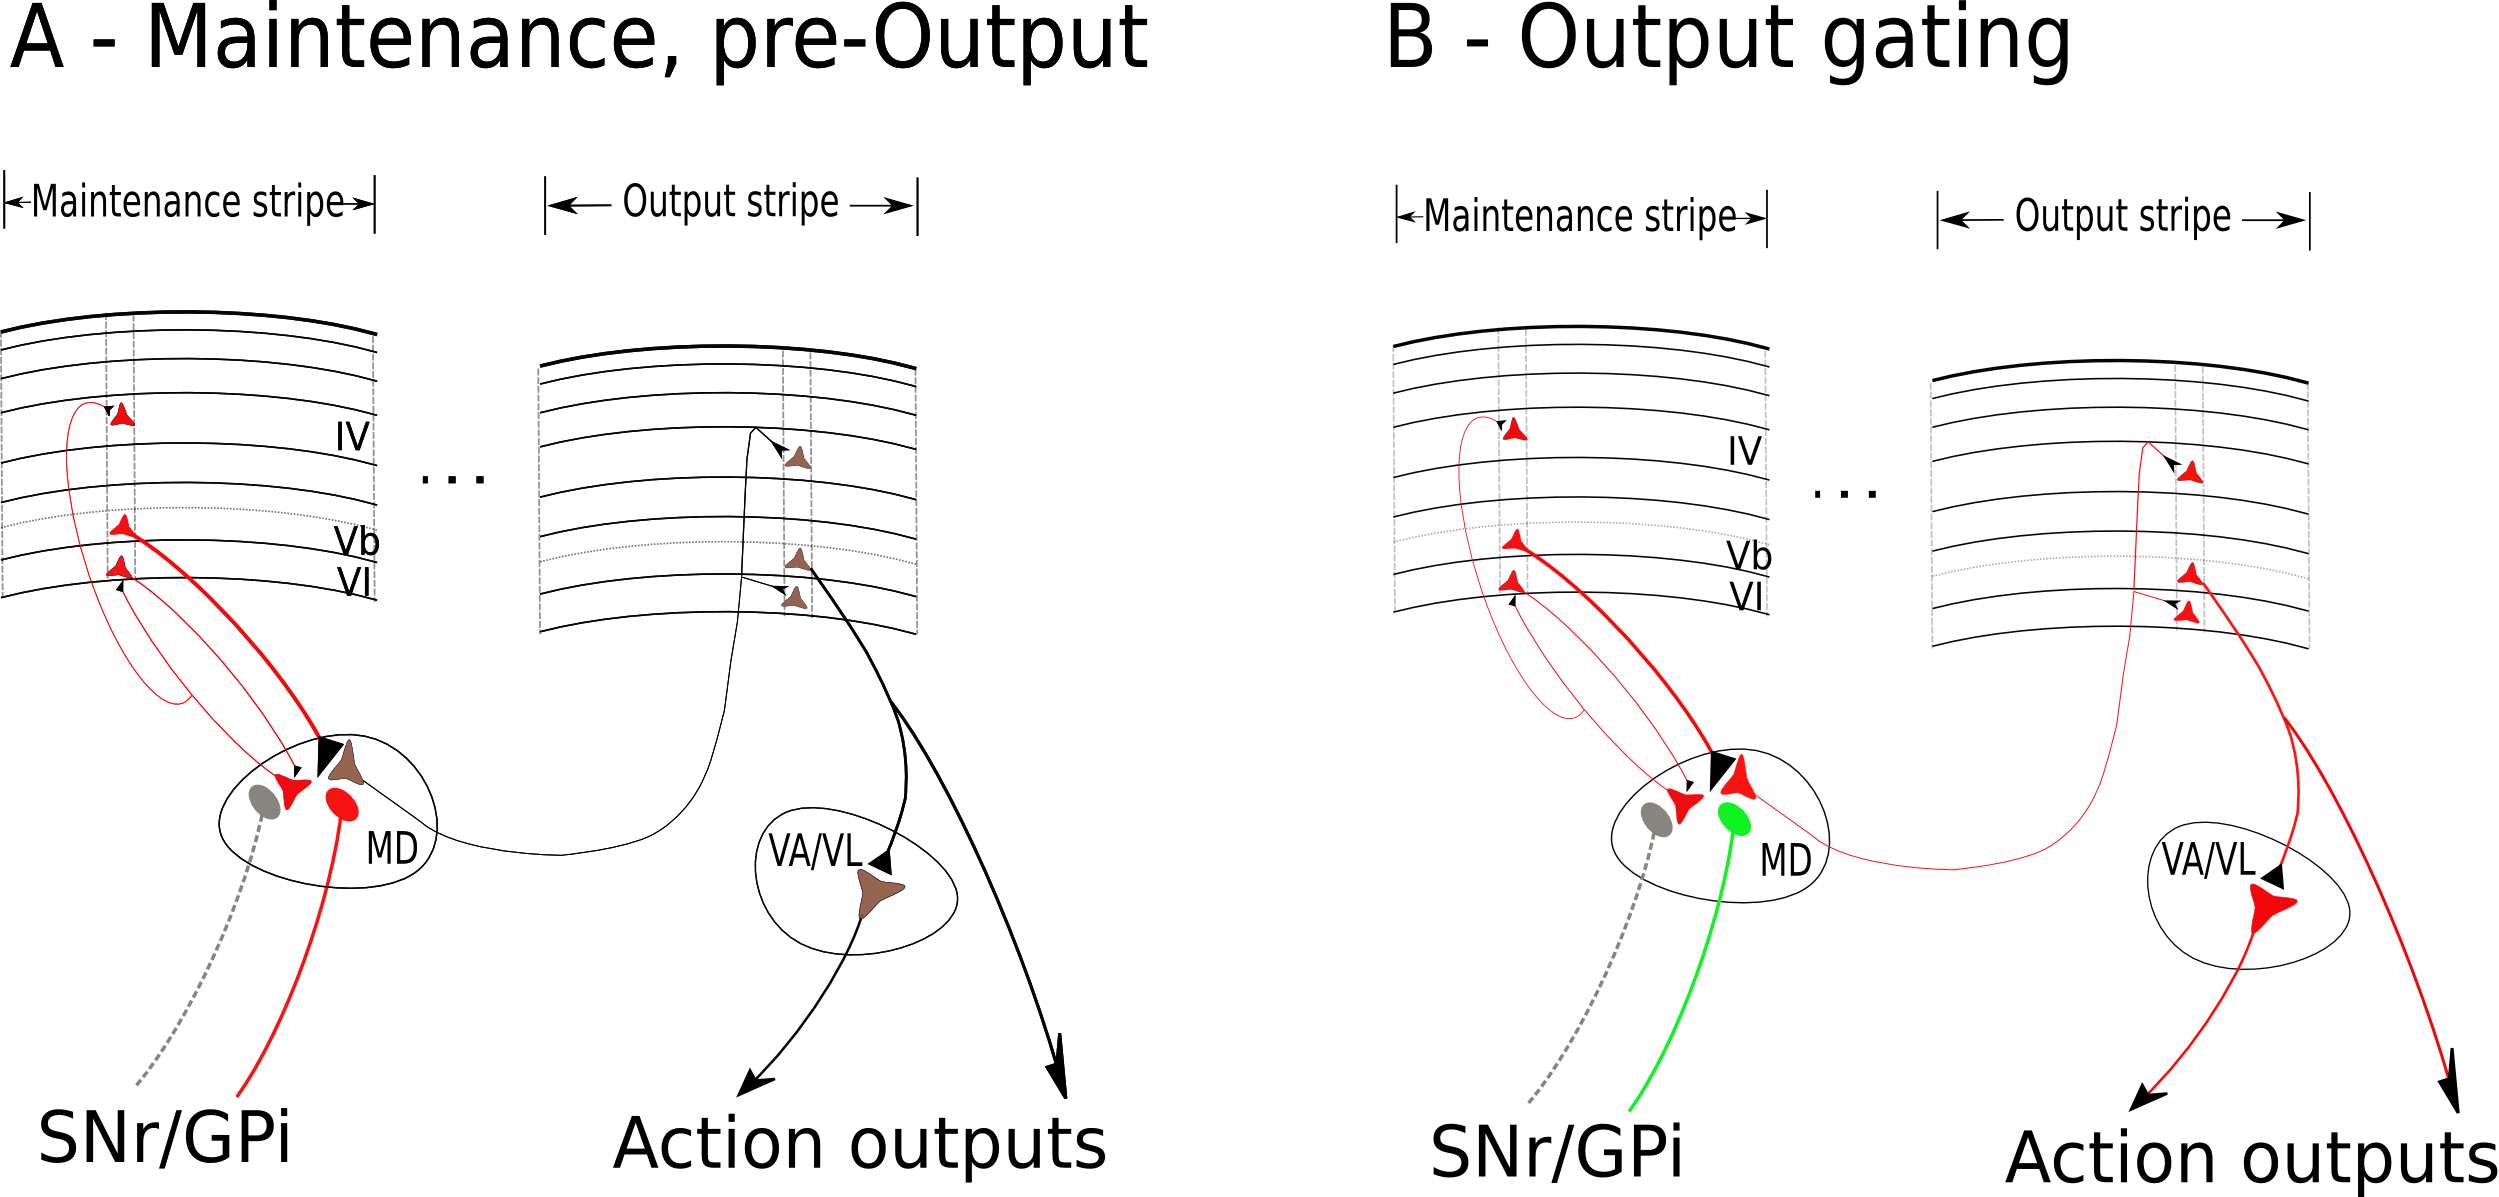 A - Maintenance, pre-Output
Maintenance stripe
Output stripe
IV
. . .
Vb
VI
MD
VA/VL
SNr/GPi
Action outputs
B - Output gating
Maintenance stripe
Output stripe
IV
. . .
Vb
VI
MD
VA/VL
SNr/GPi
Action outputs